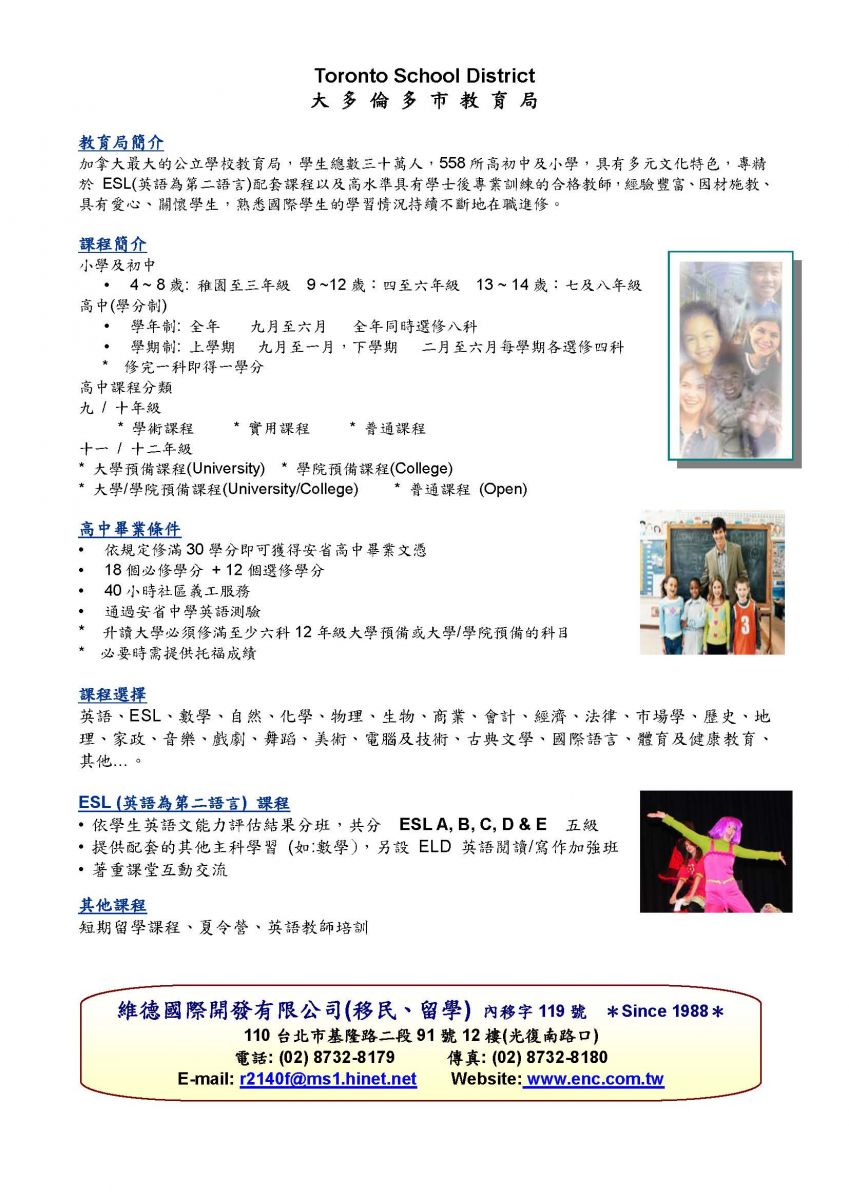 Toronto School District
大 多 倫 多 市 教 育 局
教育局簡介
加拿大最大的公立學校教育局，學生總數三十萬人，558 所高初中及小學，具有多元文化特色，專精
於 ESL(英語為第二語言)配套課程以及高水準具有學士後專業訓練的合格教師，經驗豐富、因材施教、
具有愛心、關懷學生，熟悉國際學生的學習情況持續不斷地在職進修。
課程簡介
小學及初中
• 4 ~ 8 歲: 稚園至三年級 9 ~12 歲：四至六年級 13 ~ 14 歲：七及八年級
高中(學分制)
• 學年制: 全年 九月至六月 全年同時選修八科
• 學期制: 上學期 九月至一月，下學期 二月至六月每學期各選修四科
* 修完一科即得一學分
高中課程分類
九 / 十年級
* 學術課程 * 實用課程 * 普通課程
十一 / 十二年級
* 大學預備課程(University) * 學院預備課程(College)
* 大學/學院預備課程(University/College) * 普通課程 (Open)
高中畢業條件
• 依規定修滿 30 學分即可獲得安省高中畢業文憑
• 18 個必修學分 + 12 個選修學分
• 40 小時社區義工服務
• 通過安省中學英語測驗
* 升讀大學必須修滿至少六科 12 年級大學預備或大學/學院預備的科目
* 必要時需提供托福成績
課程選擇
英語、ESL、數學、自然、化學、物理、生物、商業、會計、經濟、法律、市場學、歷史、地
理、家政、音樂、戲劇、舞蹈、美術、電腦及技術、古典文學、國際語言、體育及健康教育、
其他…。
ESL (英語為第二語言) 課程
• 依學生英語文能力評估結果分班，共分 ESL A, B, C, D & E 五級
• 提供配套的其他主科學習 (如:數學)，另設 ELD 英語閱讀/寫作加強班
• 著重課堂互動交流
其他課程
短期留學課程、夏令營、英語教師培訓
維德國際開發有限公司(移民、留學) 內移字 119 號 ＊Since 1988＊
110 台北市基隆路二段 91 號 12 樓(光復南路口)
電話: (02) 8732-8179 傳真: (02) 8732-8180
E-mail: r2140f@ms1.hinet.net Website: www.enc.com.tw
3